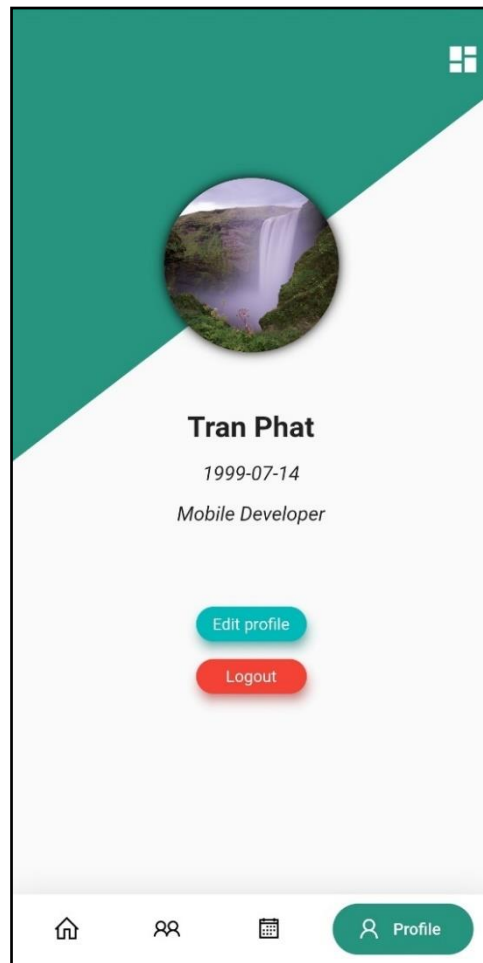 Tran Phat
1999-07-14
Mobile Developer
Edit profile
Logout
Profile